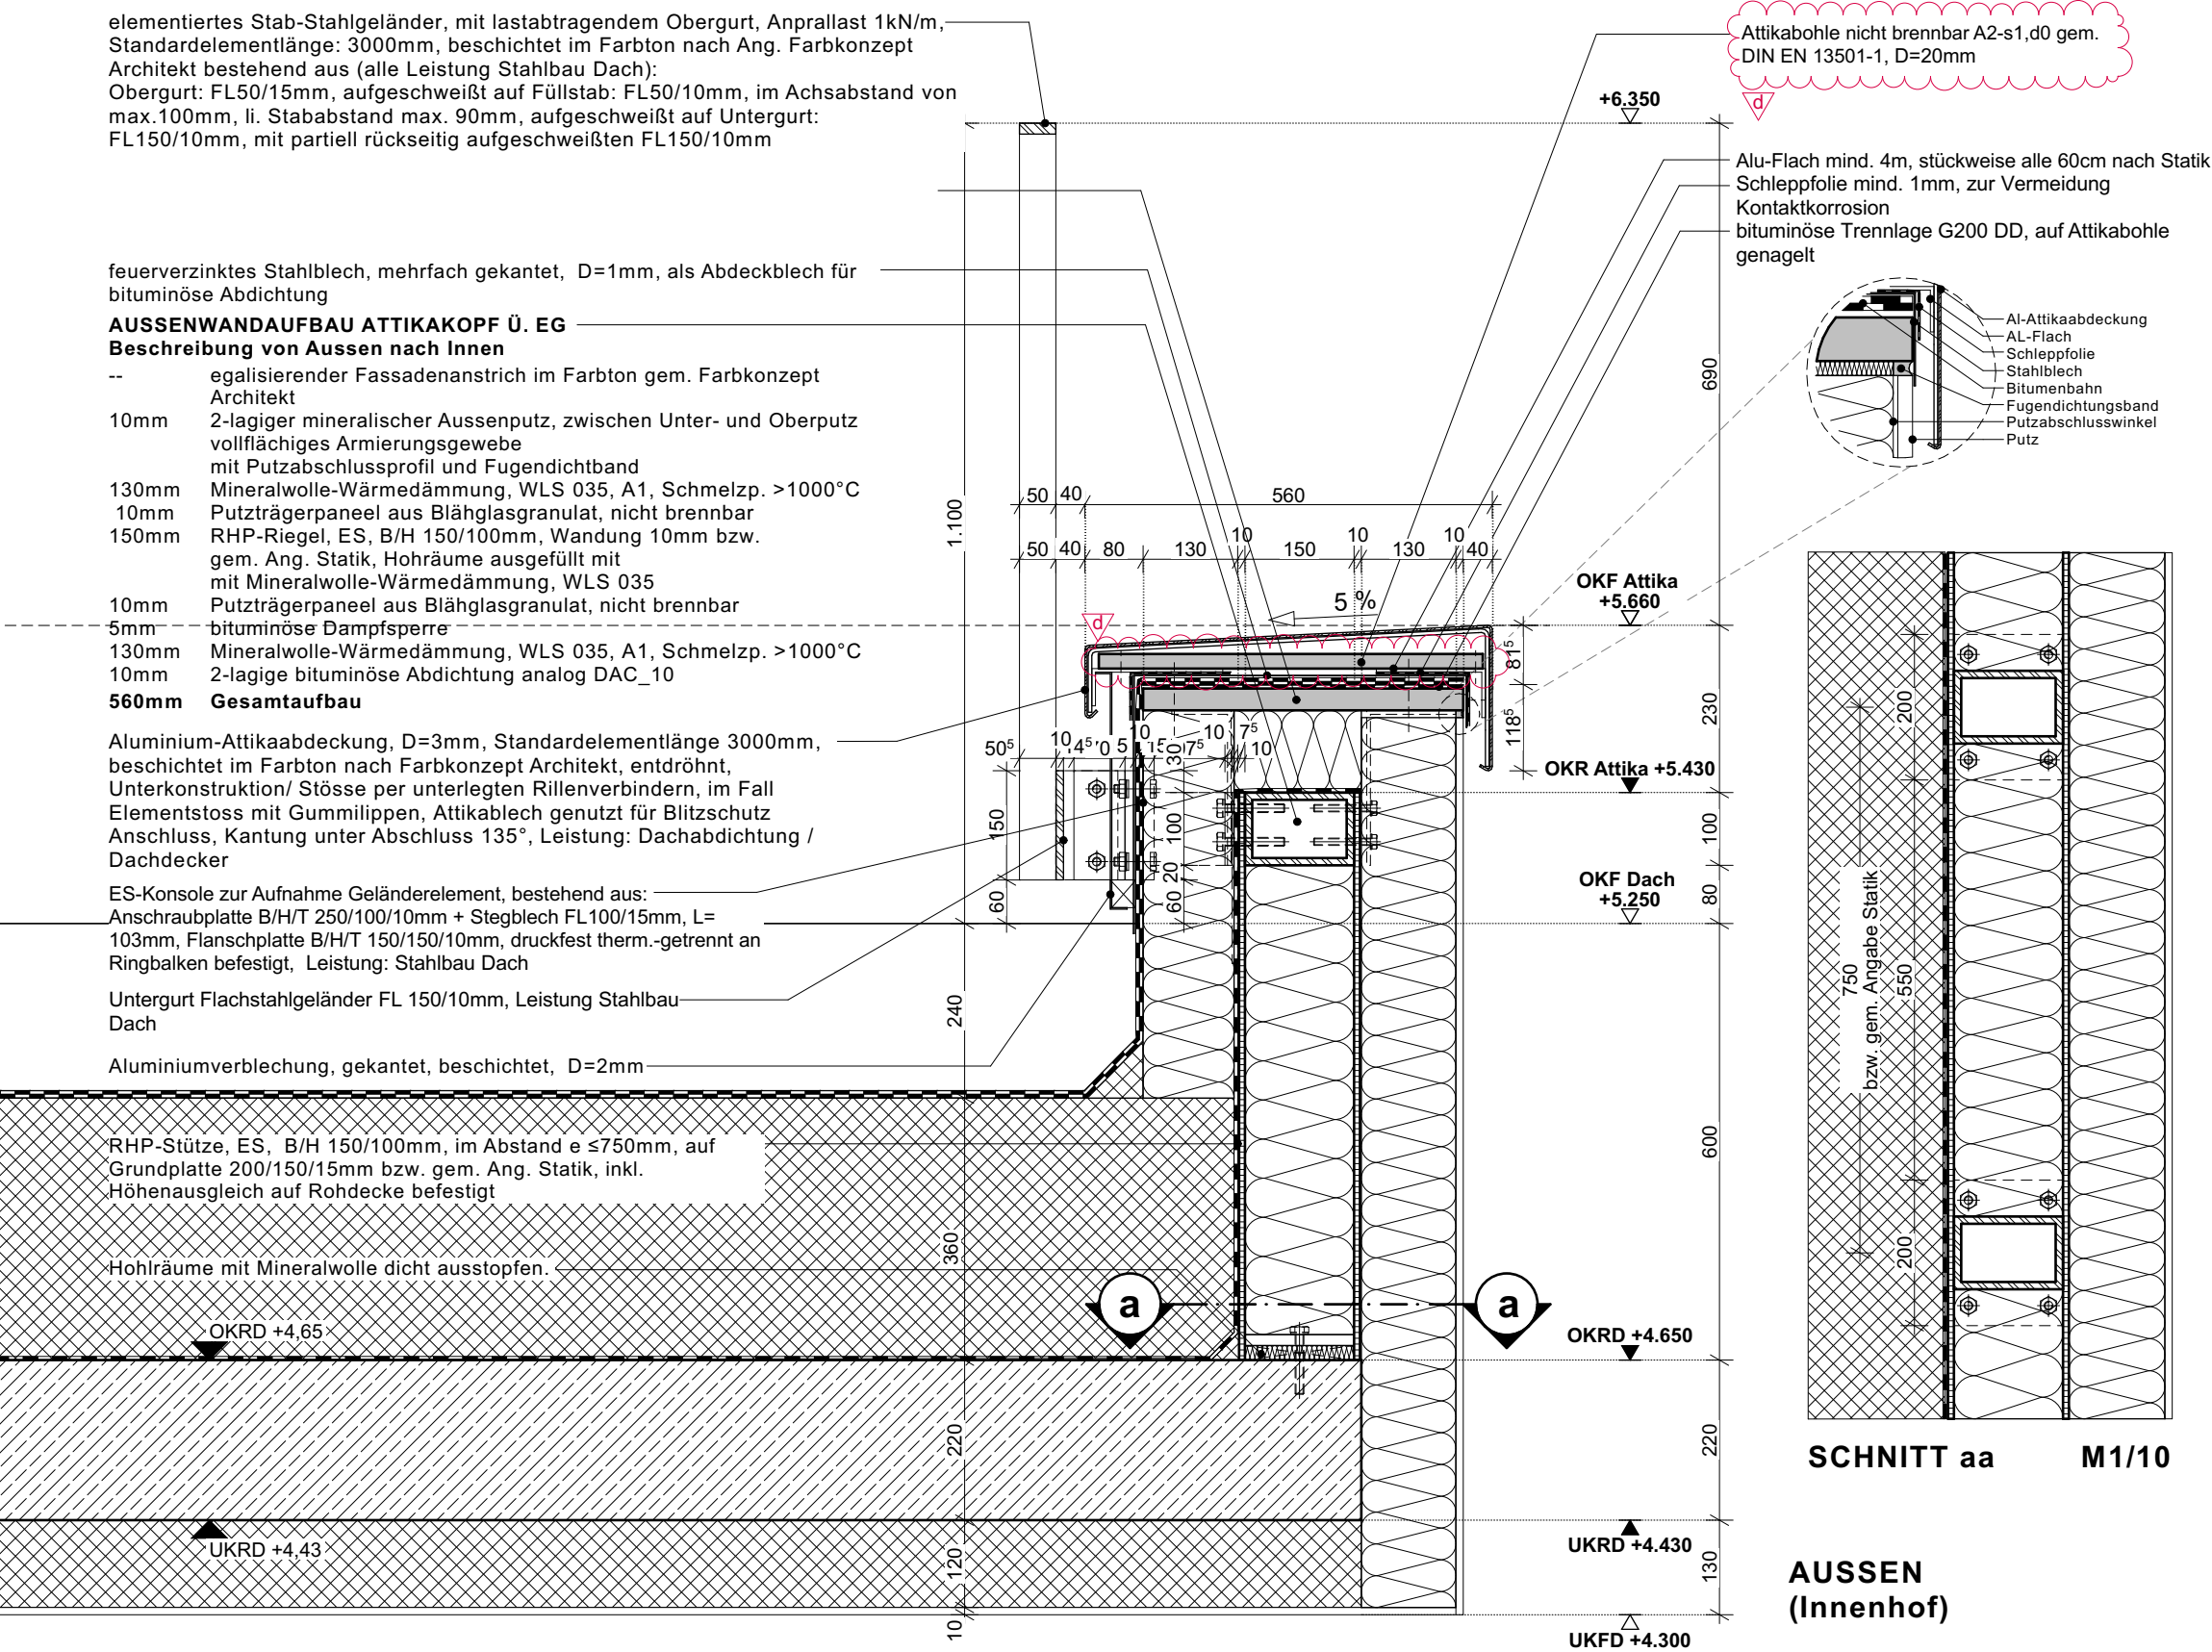 elementiertes Stab-Stahlgeländer, mit lastabtragendem Obergurt, Anprallast 1kN/m,
Standardelementlänge: 3000mm, beschichtet im Farbton nach Ang. Farbkonzept
Architekt bestehend aus (alle Leistung Stahlbau Dach):
Obergurt: FL50/15mm, aufgeschweißt auf Füllstab: FL50/10mm, im Achsabstand von
max.100mm, li. Stababstand max. 90mm, aufgeschweißt auf Untergurt:
FL150/10mm, mit partiell rückseitig aufgeschweißten FL150/10mm
feuerverzinktes Stahlblech, mehrfach gekantet, D=1mm, als Abdeckblech für
bituminöse Abdichtung
AUSSENWANDAUFBAU ATTIKAKOPF Ü. EG
Beschreibung von Aussen nach Innen
-- egalisierender Fassadenanstrich im Farbton gem. Farbkonzept
Architekt
10mm 2-lagiger mineralischer Aussenputz, zwischen Unter- und Oberputz
vollflächiges Armierungsgewebe
mit Putzabschlussprofil und Fugendichtband
130mm Mineralwolle-Wärmedämmung, WLS 035, A1, Schmelzp. >1000°C
10mm Putzträgerpaneel aus Blähglasgranulat, nicht brennbar
150mm RHP-Riegel, ES, B/H 150/100mm, Wandung 10mm bzw.
gem. Ang. Statik, Hohräume ausgefüllt mit
mit Mineralwolle-Wärmedämmung, WLS 035
10mm Putzträgerpaneel aus Blähglasgranulat, nicht brennbar
5mm bituminöse Dampfsperre
130mm Mineralwolle-Wärmedämmung, WLS 035, A1, Schmelzp. >1000°C
10mm 2-lagige bituminöse Abdichtung analog DAC_10
560mm Gesamtaufbau
Aluminium-Attikaabdeckung, D=3mm, Standardelementlänge 3000mm,
beschichtet im Farbton nach Farbkonzept Architekt, entdröhnt,
Unterkonstruktion/ Stösse per unterlegten Rillenverbindern, im Fall
Elementstoss mit Gummilippen, Attikablech genutzt für Blitzschutz
Anschluss, Kantung unter Abschluss 135°, Leistung: Dachabdichtung /
Dachdecker
ES-Konsole zur Aufnahme Geländerelement, bestehend aus:
Anschraubplatte B/H/T 250/100/10mm + Stegblech FL100/15mm, L=
103mm, Flanschplatte B/H/T 150/150/10mm, druckfest therm.-getrennt an
Ringbalken befestigt, Leistung: Stahlbau Dach
Untergurt Flachstahlgeländer FL 150/10mm, Leistung Stahlbau
Dach
Aluminiumverblechung, gekantet, beschichtet, D=2mm
RHP-Stütze, ES, B/H 150/100mm, im Abstand e ≤750mm, auf
Grundplatte 200/150/15mm bzw. gem. Ang. Statik, inkl.
Höhenausgleich auf Rohdecke befestigt
Hohlräume mit Mineralwolle dicht ausstopfen.
OKRD +4,65
UKRD +4,43
1.100
240
360
220
120
10
50 40 560
50 40 80 130 10 150 10 130 10 40
5 %
d
81⁵
118⁵
50⁵ 10
10
10 7⁵
10
150
60
30
100
20
60
a a
Attikabohle nicht brennbar A2-s1,d0 gem.
DIN EN 13501-1, D=20mm
d
Alu-Flach mind. 4m, stückweise alle 60cm nach Statik
Schleppfolie mind. 1mm, zur Vermeidung
Kontaktkorrosion
bituminöse Trennlage G200 DD, auf Attikabohle
genagelt
Al-Attikaabdeckung
AL-Flach
Schleppfolie
Stahlblech
Bitumenbahn
Fugendichtungsband
Putzabschlusswinkel
Putz
+6.350
OKF Attika
+5.660
OKR Attika +5.430
OKF Dach
+5.250
OKRD +4.650
UKRD +4.430
UKFD +4.300
690
230
100
80
600
220
130
200
550
200
750
bzw. gem. Angabe Statik
SCHNITT aa M1/10
AUSSEN
(Innenhof)